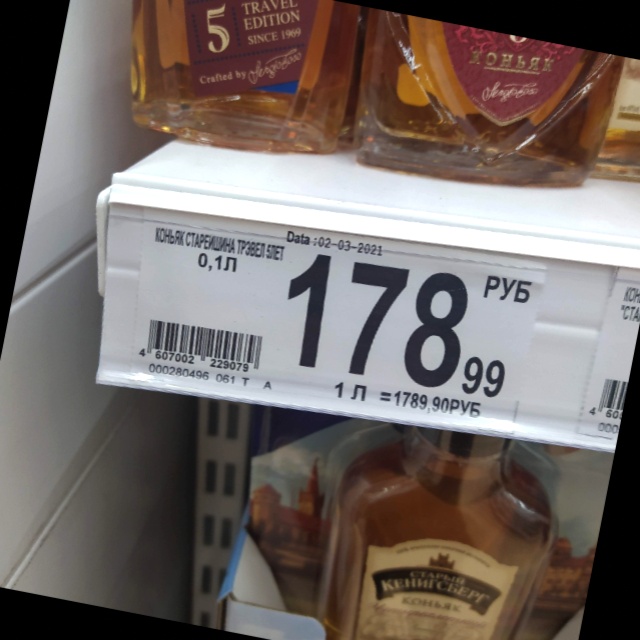 5
TRAVEL
EDITION
SINCE 1969
Crafted by
КОНЬЯК
КОНЬЯК СТАРЕЙШИНА ТРЭВЕЛ 5ЛЕТ
Data :02-03-2021
0,1Л
178 99
РУБ
4 607002 229079
000280496 061 Т А
1 Л =1789,90РУБ
СТАРЫЙ
КЕНИГСБЕРГ
КОНЬЯК